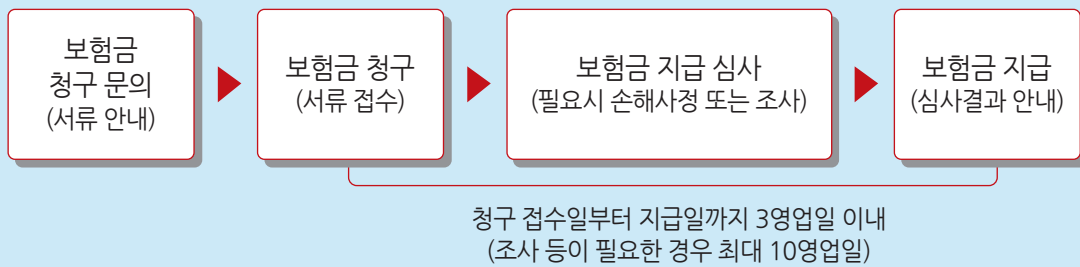 보험금
청구 문의
(서류 안내)
보험금 청구
(서류 접수)
보험금 지급 심사
(필요시 손해사정 또는 조사)
보험금 지급
(심사결과 안내)
청구 접수일부터 지급일까지 3영업일 이내
(조사 등이 필요한 경우 최대 10영업일)